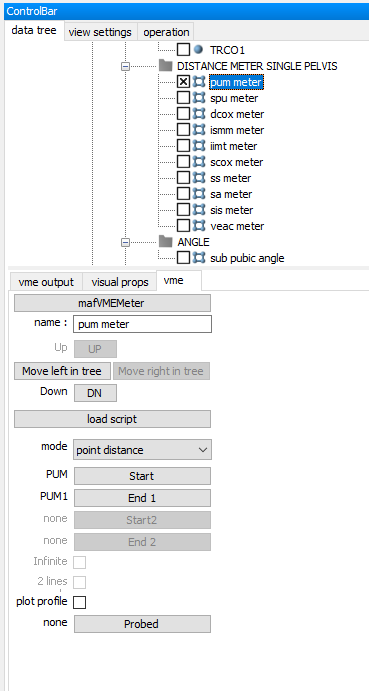 ControlBar
data tree view settings operation
TRCO1
DISTANCE METER SINGLE PELVIS
pum meter
spu meter
dcox meter
ismm meter
iimt meter
scox meter
ss meter
sa meter
sis meter
veac meter
ANGLE
sub pubic angle
vme output visual props vme
mafVMEMeter
name : pum meter
Up UP
Move left in tree Move right in tree
Down DN
load script
mode point distance
PUM Start
PUM1 End 1
none Start2
none End 2
Infinite
2 lines
plot profile
none Probed